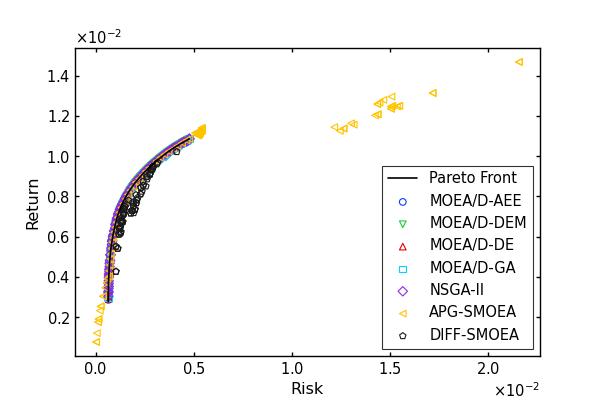 ×10⁻²
1.4
1.2
1.0
0.8
0.6
0.4
0.2
Return
Pareto Front
MOEA/D-AEE
MOEA/D-DEM
MOEA/D-DE
MOEA/D-GA
NSGA-II
APG-SMOEA
DIFF-SMOEA
0.0 0.5 1.0 1.5 2.0
Risk
×10⁻²